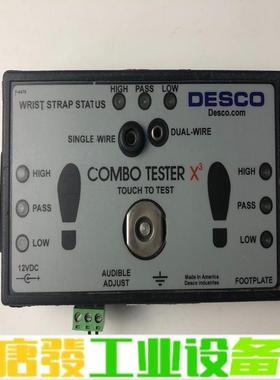 F-4474
HIGH PASS LOW
WRIST STRAP STATUS
DESCO
Desco.com
SINGLE WIRE
DUAL-WIRE
COMBO TESTER X³
TOUCH TO TEST
HIGH
PASS
LOW
HIGH
PASS
LOW
12VDC
AUDIBLE
ADJUST
Made In America
Desco Industries
FOOTPLATE
唐發工业设备